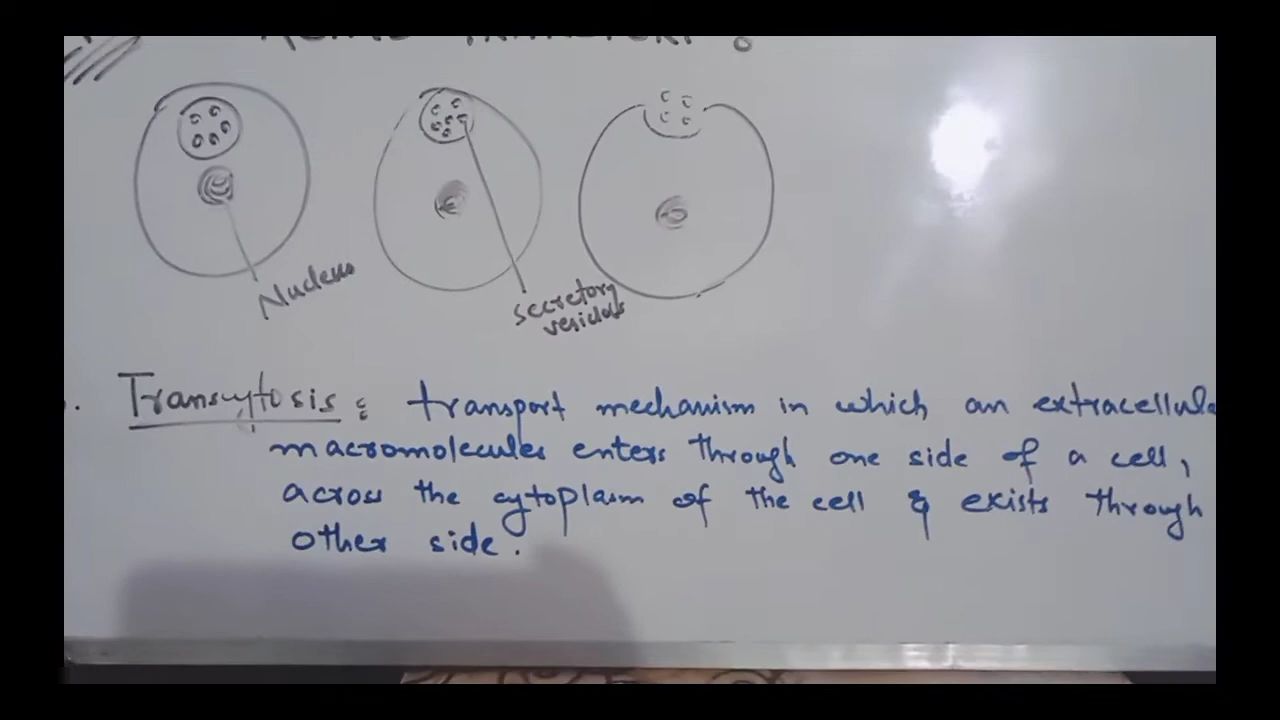 Nucleus
Secretory
vesicles
Transcytosis : transport mechanism in which an extracellula
macromolecules enters through one side of a cell,
across the cytoplasm of the cell & exists through
other side.